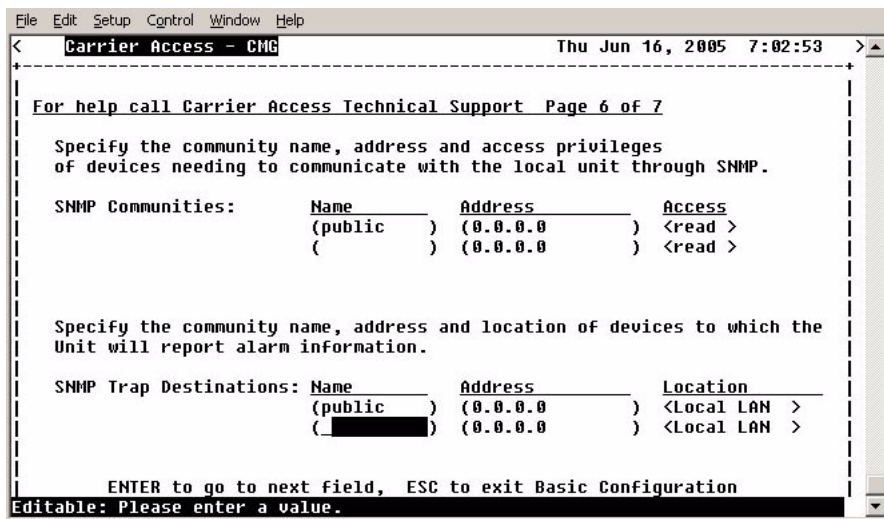 File Edit Setup Control Window Help
< Carrier Access - CMG Thu Jun 16, 2005 7:02:53 >
For help call Carrier Access Technical Support Page 6 of 7
Specify the community name, address and access privileges
of devices needing to communicate with the local unit through SNMP.
SNMP Communities: Name Address Access
(public ) (0.0.0.0 ) <read >
( ) (0.0.0.0 ) <read >
Specify the community name, address and location of devices to which the
Unit will report alarm information.
SNMP Trap Destinations: Name Address Location
(public ) (0.0.0.0 ) <Local LAN >
(_ ) (0.0.0.0 ) <Local LAN >
ENTER to go to next field, ESC to exit Basic Configuration
Editable: Please enter a value.